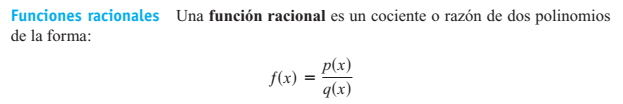 Funciones racionales Una función racional es un cociente o razón de dos polinomios
de la forma:
f(x) = p(x)/q(x)